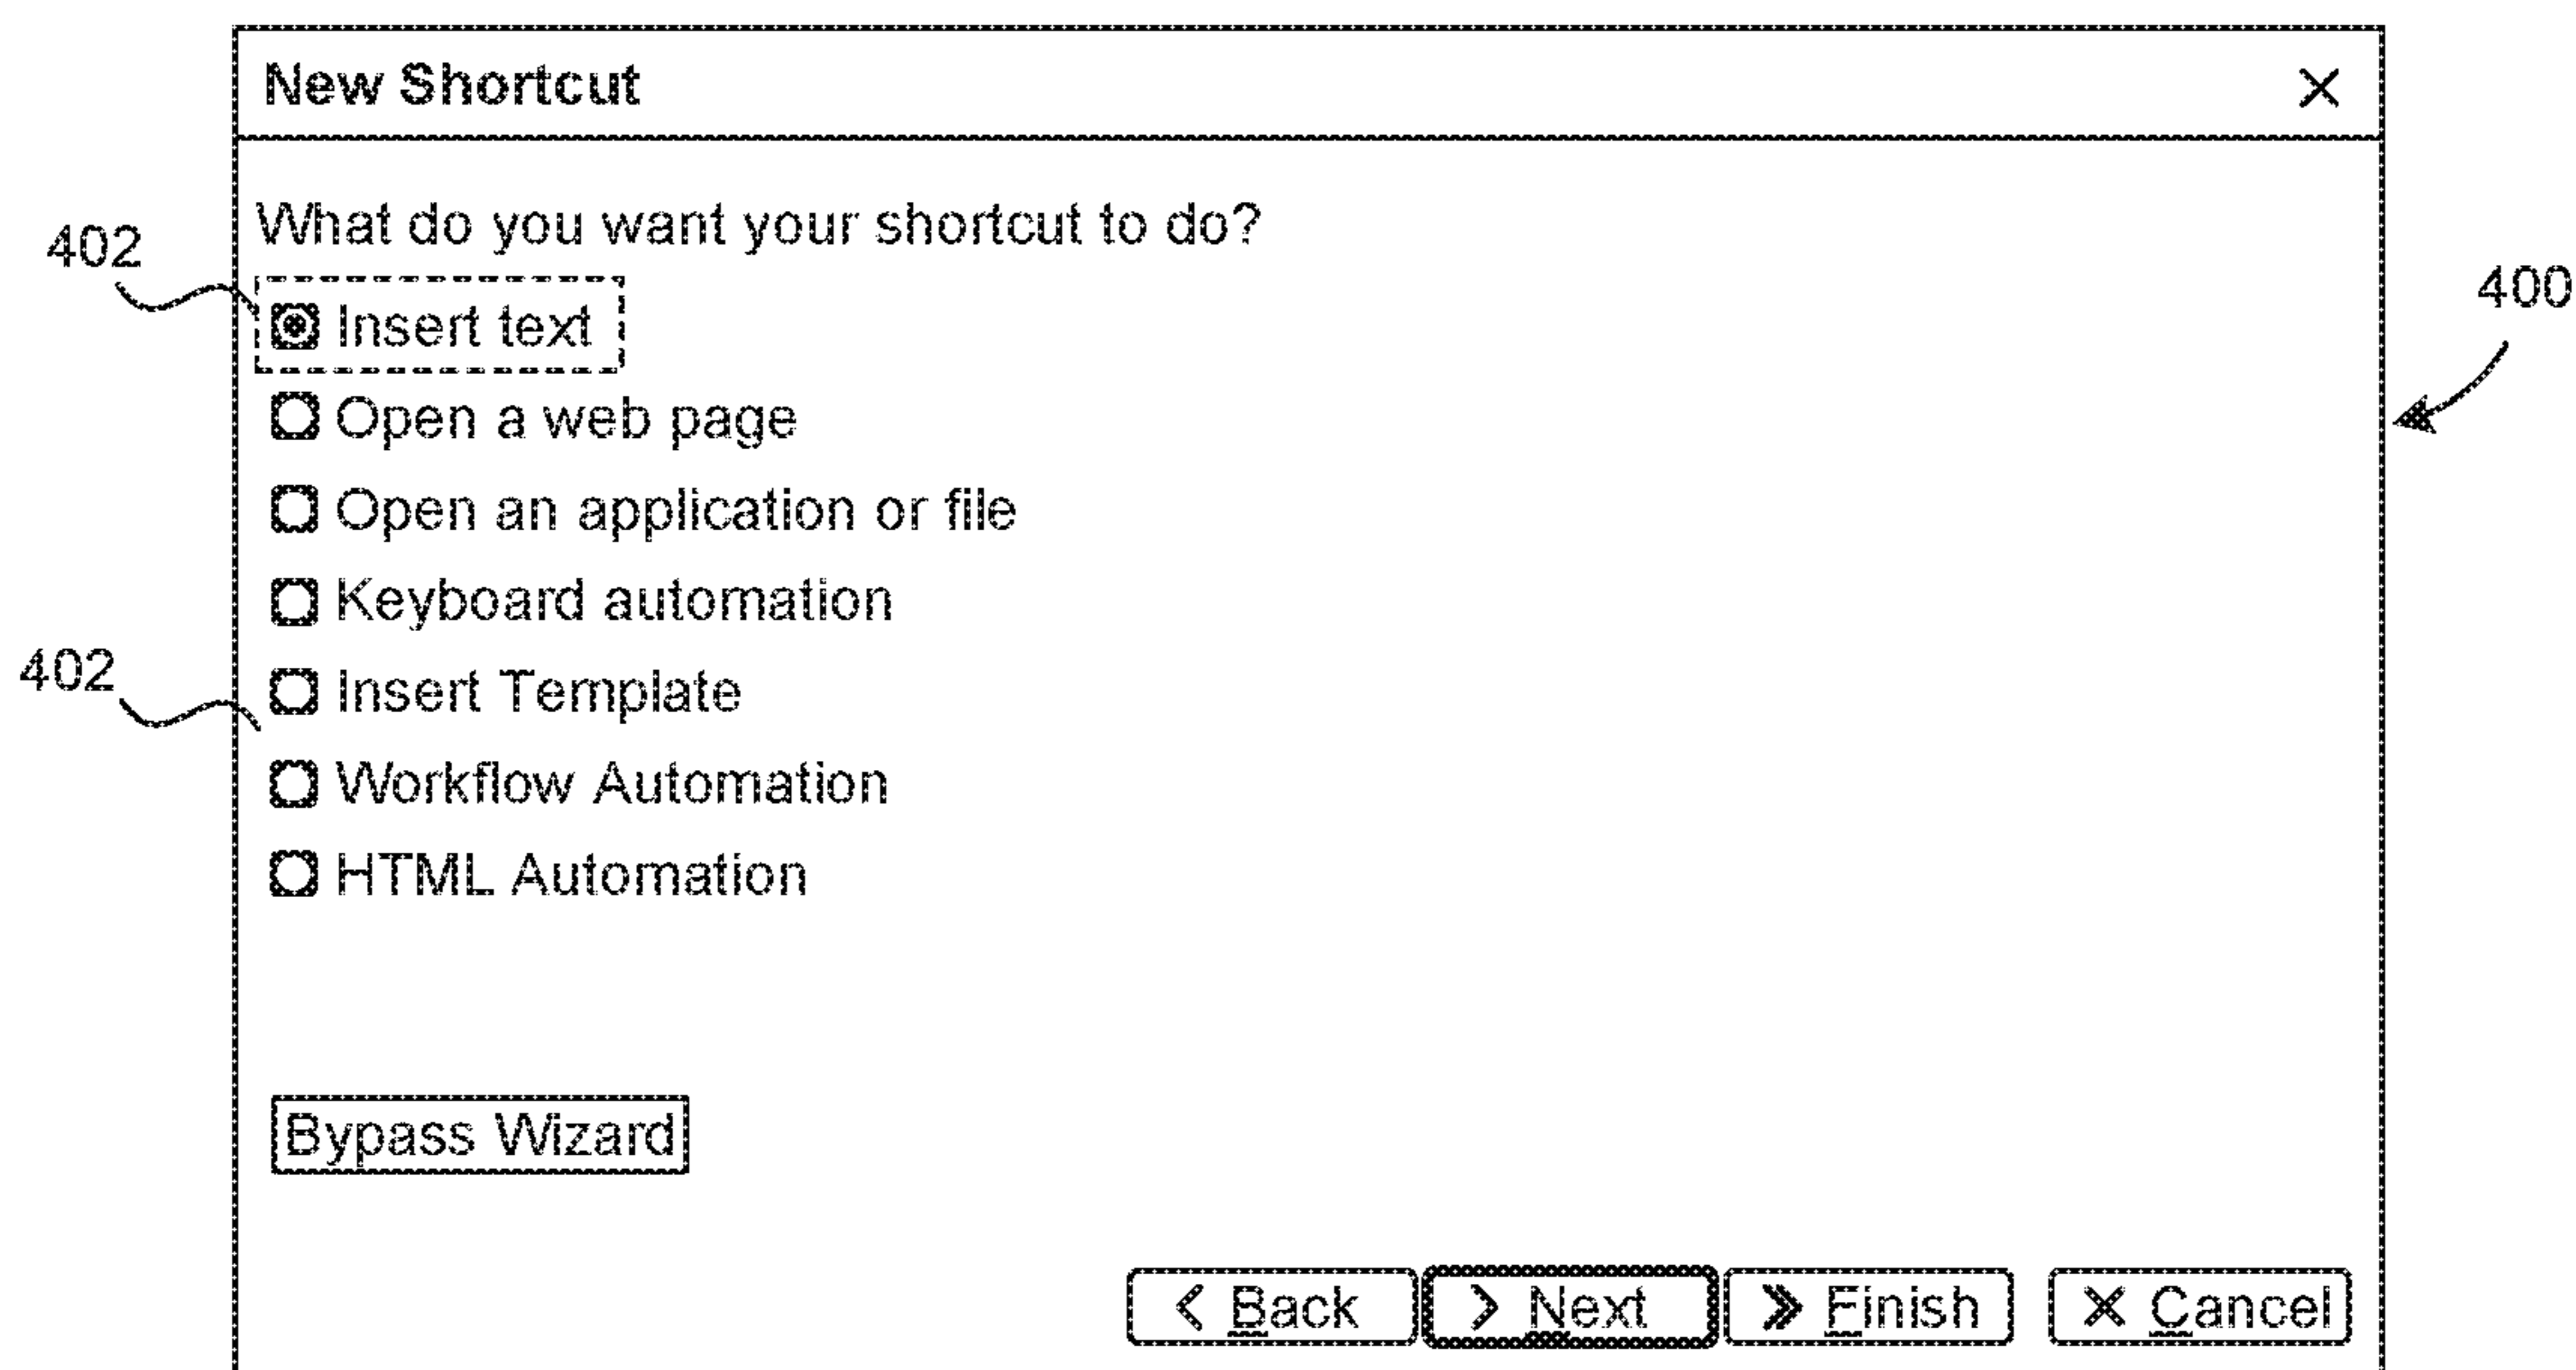 New Shortcut
What do you want your shortcut to do?
402
Insert text
400
Open a web page
Open an application or file
Keyboard automation
402
Insert Template
Workflow Automation
HTML Automation
Bypass Wizard
< Back > Next >> Finish X Cancel